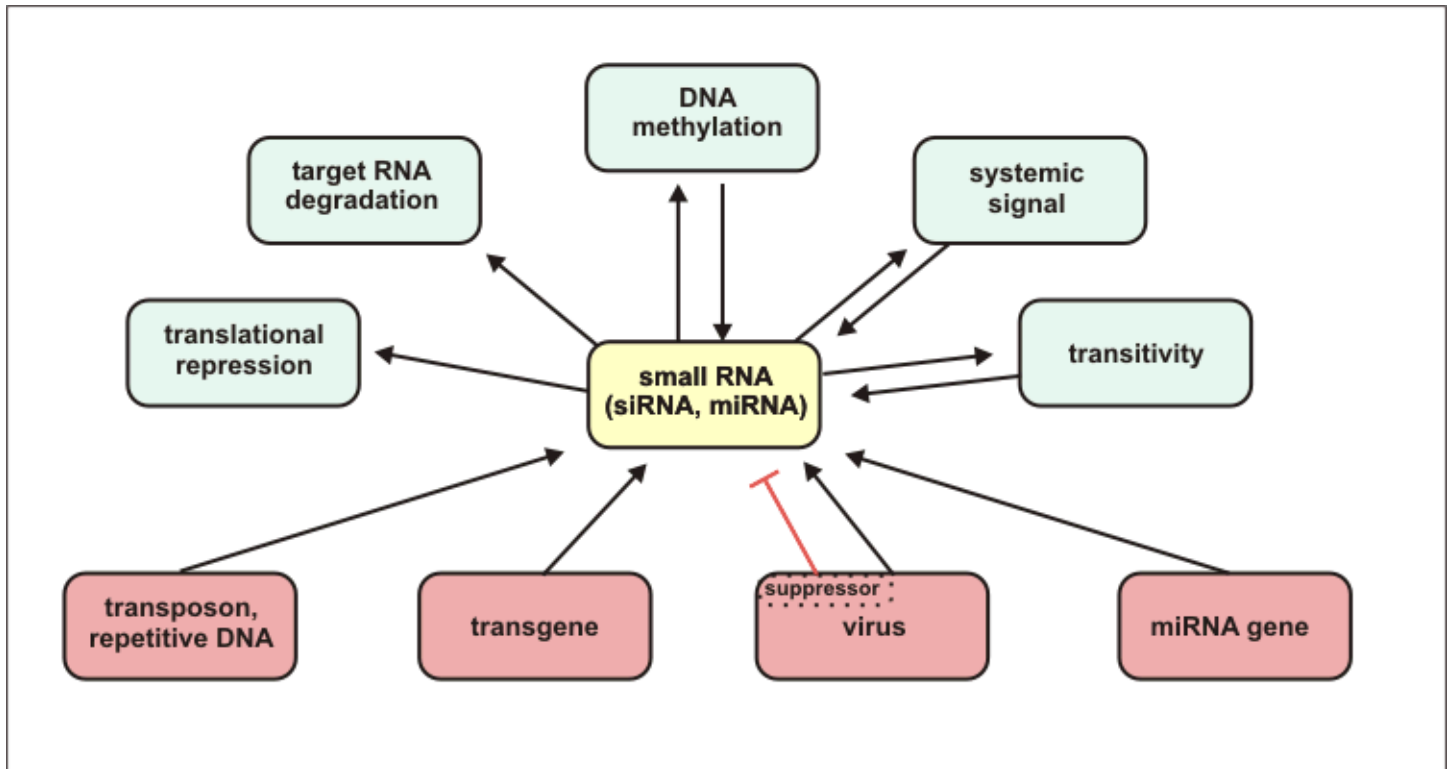 DNA
methylation
target RNA
degradation
systemic
signal
translational
repression
transitivity
small RNA
(siRNA, miRNA)
transposon,
repetitive DNA
transgene
suppressor
virus
miRNA gene